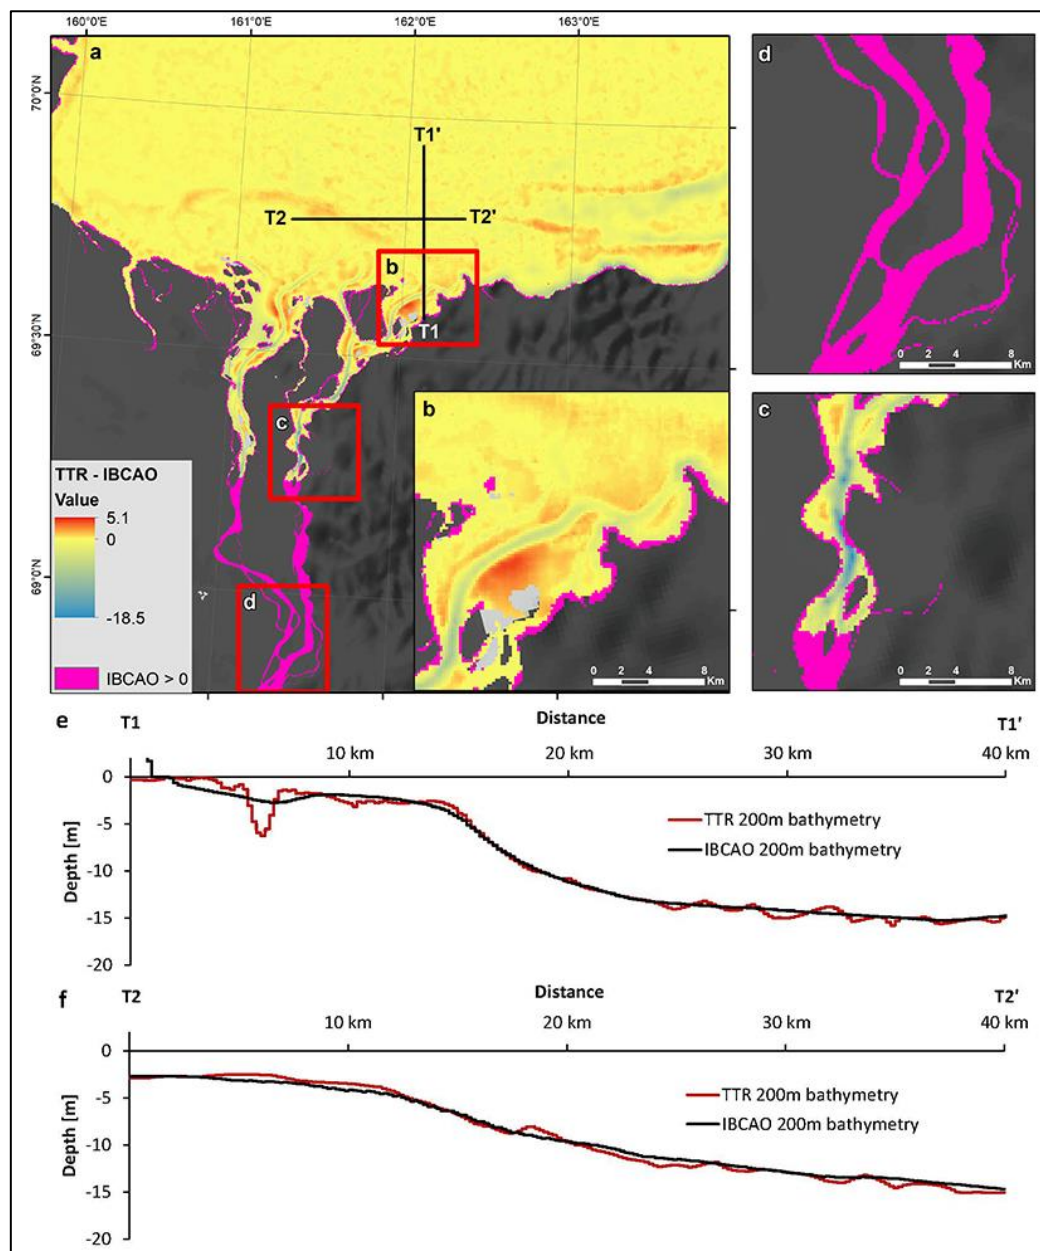 160°0'E 161°0'E 162°0'E 163°0'E
a
70°0'N
T1'
T2 T2'
b
T1
69°30'N
c
TTR - IBCAO
Value
5.1
0
-18.5
IBCAO > 0
69°0'N
d
b
0 2 4 8
Km
d
0 2 4 8
Km
c
0 2 4 8
Km
e T1 Distance T1'
10 km 20 km 30 km 40 km
0
-5
-10
-15
-20
Depth [m]
TTR 200m bathymetry
IBCAO 200m bathymetry
f T2 Distance T2'
10 km 20 km 30 km 40 km
0
-5
-10
-15
-20
Depth [m]
TTR 200m bathymetry
IBCAO 200m bathymetry